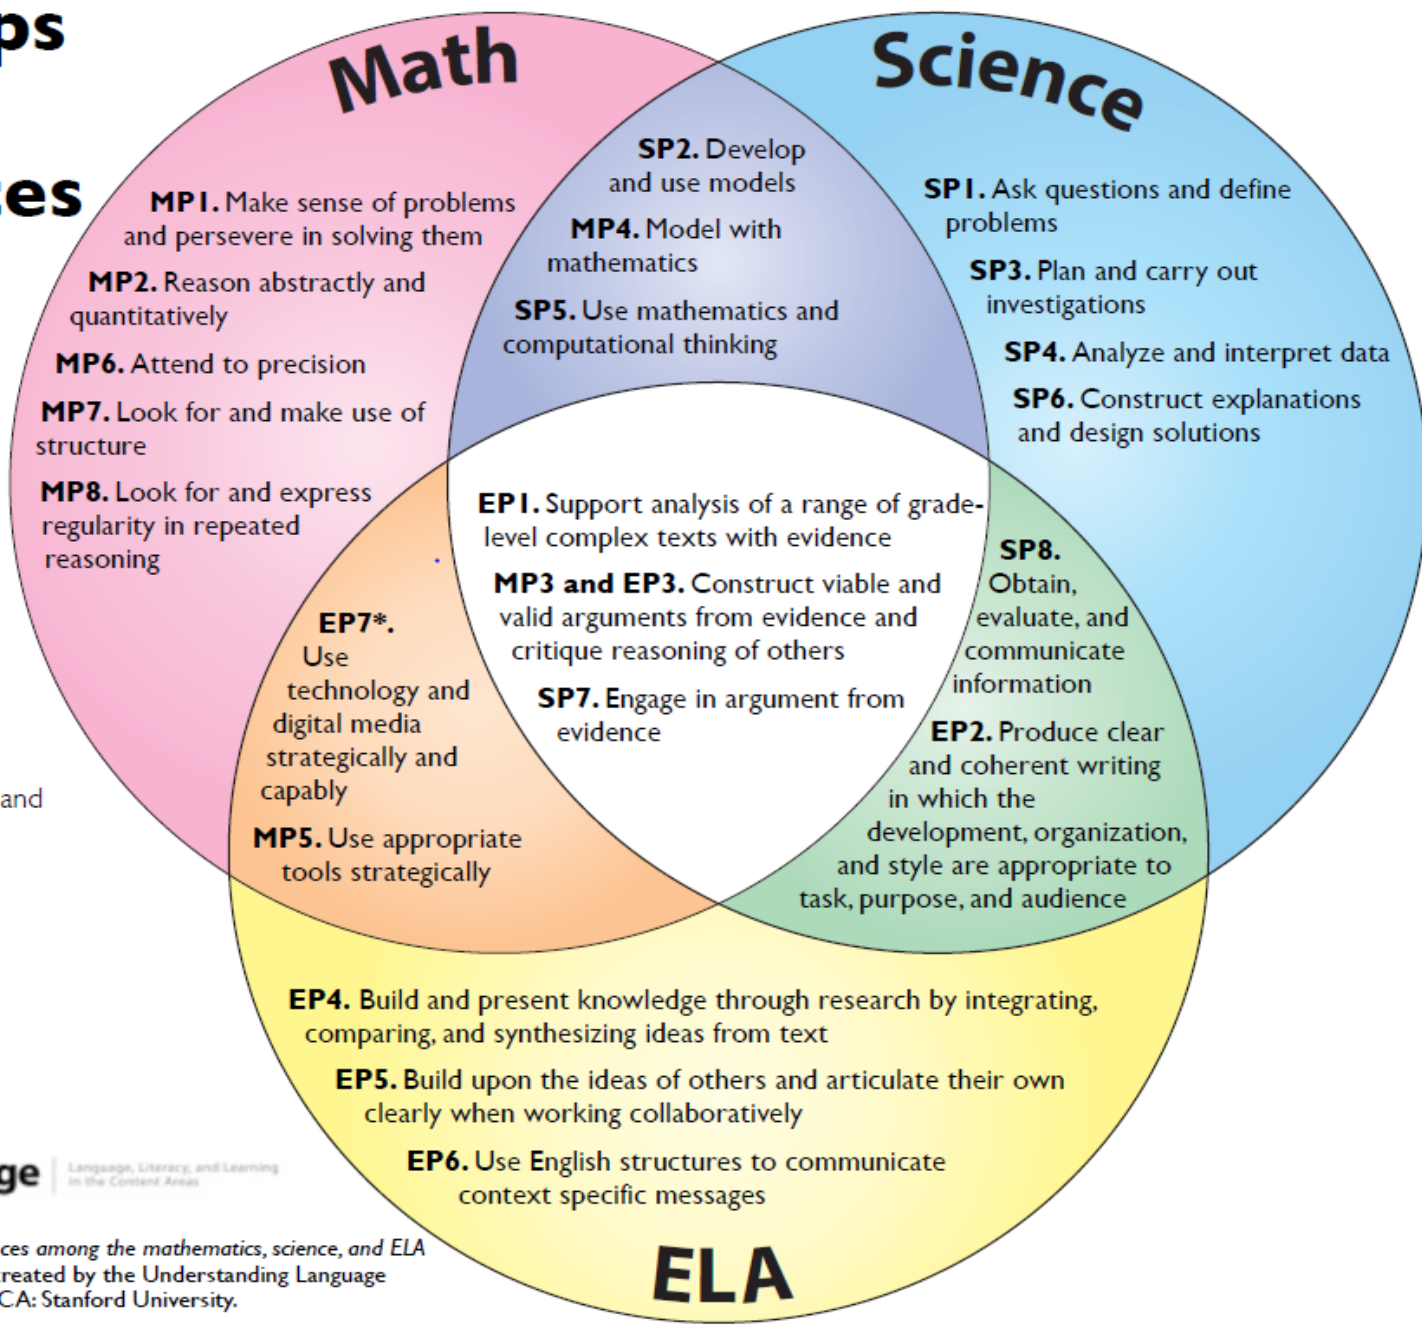 ps
ces
Math
Science
MP1. Make sense of problems
and persevere in solving them
MP2. Reason abstractly and
quantitatively
MP6. Attend to precision
MP7. Look for and make use of
structure
MP8. Look for and express
regularity in repeated
reasoning
SP2. Develop
and use models
MP4. Model with
mathematics
SP5. Use mathematics and
computational thinking
SP1. Ask questions and define
problems
SP3. Plan and carry out
investigations
SP4. Analyze and interpret data
SP6. Construct explanations
and design solutions
EP1. Support analysis of a range of grade-
level complex texts with evidence
MP3 and EP3. Construct viable and
valid arguments from evidence and
critique reasoning of others
SP7. Engage in argument from
evidence
EP7*.
Use
technology and
digital media
strategically and
capably
MP5. Use appropriate
tools strategically
SP8.
Obtain,
evaluate, and
communicate
information
EP2. Produce clear
and coherent writing
in which the
development, organization,
and style are appropriate to
task, purpose, and audience
and
EP4. Build and present knowledge through research by integrating,
comparing, and synthesizing ideas from text
EP5. Build upon the ideas of others and articulate their own
clearly when working collaboratively
EP6. Use English structures to communicate
context specific messages
ELA
ge
Language, Literacy, and Learning
in the Content Areas
ces among the mathematics, science, and ELA
created by the Understanding Language
CA: Stanford University.